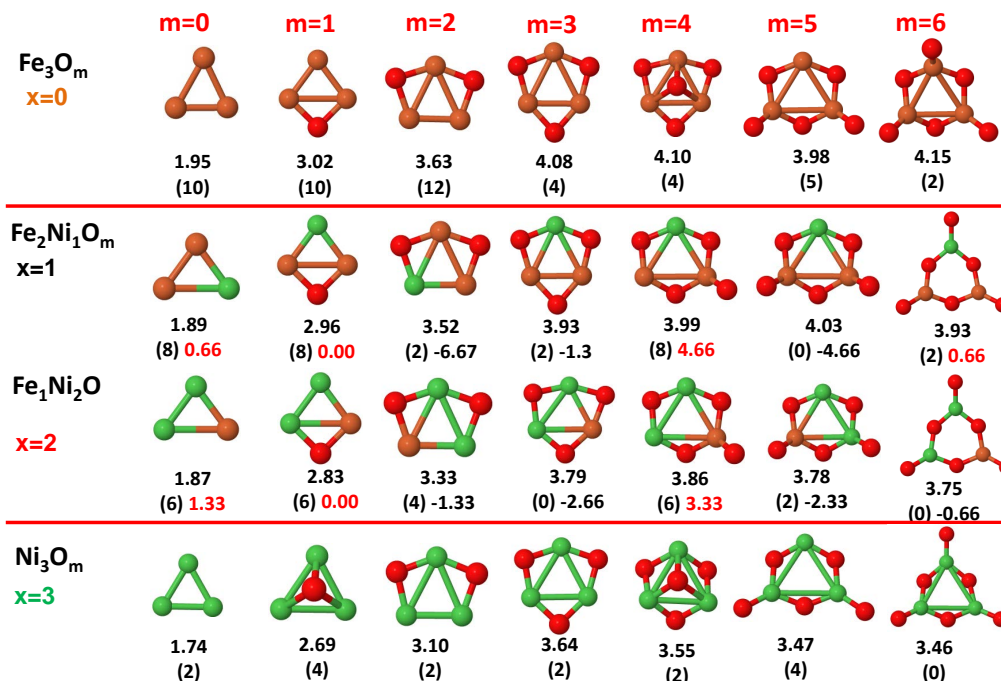 m=0 m=1 m=2 m=3 m=4 m=5 m=6
Fe3Om
x=0
1.95 3.02 3.63 4.08 4.10 3.98 4.15
(10) (10) (12) (4) (4) (5) (2)
Fe2Ni1Om
x=1
1.89 2.96 3.52 3.93 3.99 4.03 3.93
(8) 0.66 (8) 0.00 (2) -6.67 (2) -1.3 (8) 4.66 (0) -4.66 (2) 0.66
Fe1Ni2O
x=2
1.87 2.83 3.33 3.79 3.86 3.78 3.75
(6) 1.33 (6) 0.00 (4) -1.33 (0) -2.66 (6) 3.33 (2) -2.33 (0) -0.66
Ni3Om
x=3
1.74 2.69 3.10 3.64 3.55 3.47 3.46
(2) (4) (2) (2) (2) (4) (0)